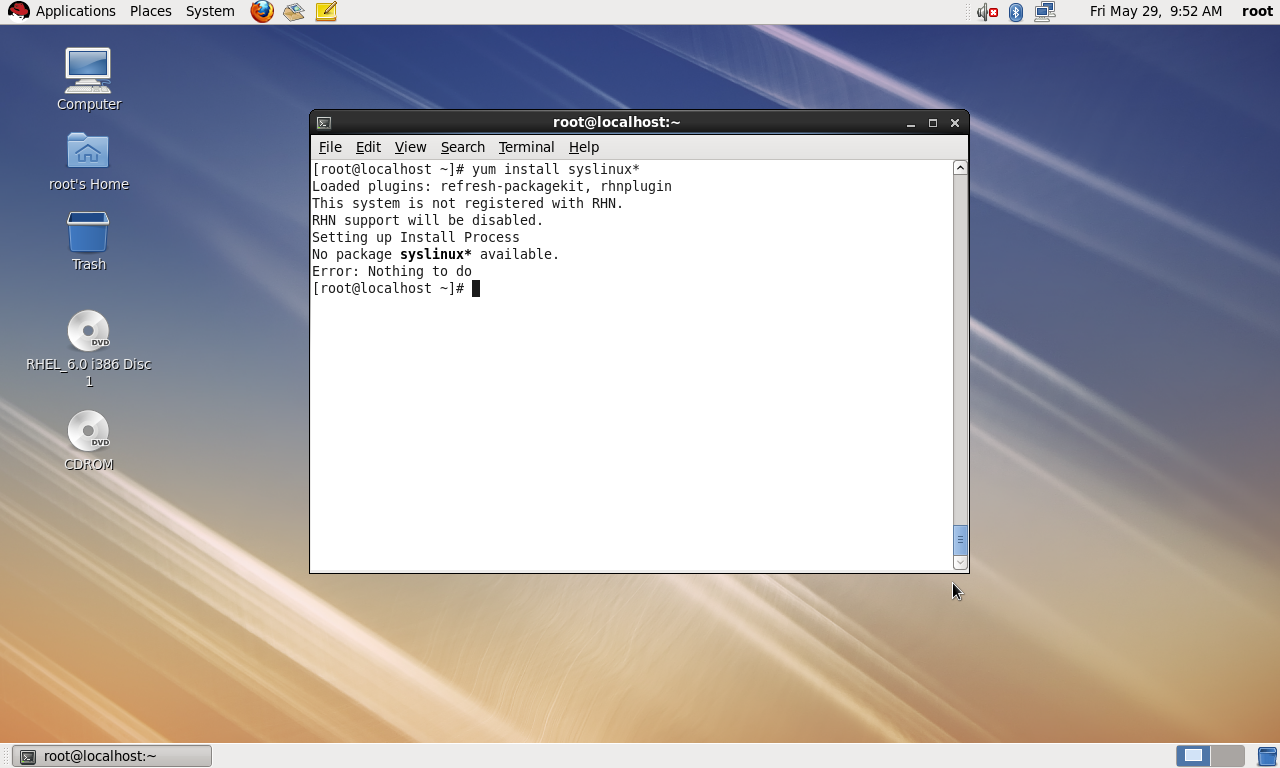 Applications Places System
Fri May 29, 9:52 AM root
Computer
root's Home
Trash
DVD
RHEL_6.0 i386 Disc
1
DVD
CDROM
root@localhost:~
File Edit View Search Terminal Help
[root@localhost ~]# yum install syslinux*
Loaded plugins: refresh-packagekit, rhnplugin
This system is not registered with RHN.
RHN support will be disabled.
Setting up Install Process
No package syslinux* available.
Error: Nothing to do
[root@localhost ~]#
root@localhost:~